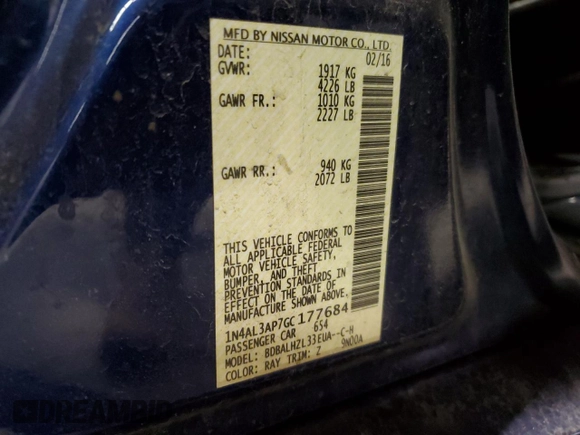 MFD BY NISSAN MOTOR CO., LTD.
DATE: 02/16
GVWR: 1917 KG
4226 LB
GAWR FR.: 1010 KG
2227 LB
GAWR RR.: 940 KG
2072 LB
THIS VEHICLE CONFORMS TO
ALL APPLICABLE FEDERAL
MOTOR VEHICLE SAFETY,
BUMPER, AND THEFT
PREVENTION STANDARDS IN
EFFECT ON THE DATE OF
MANUFACTURE SHOWN ABOVE.
1N4AL3AP7GC177684
PASSENGER CAR 654
MODEL: BDBALHZL33EUA--C-H
COLOR: RAY TRIM: Z 9N00A
DREAMBID